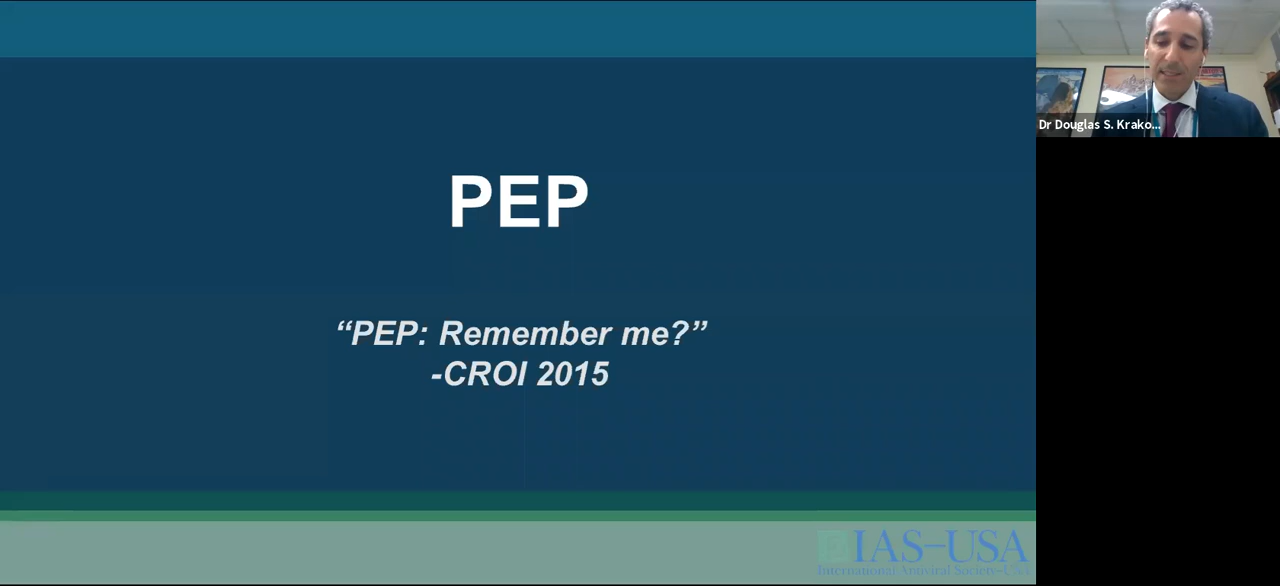 PEP
“PEP: Remember me?”
-CROI 2015
Dr Douglas S. Krako...
IAS–USA
International Antiviral Society–USA